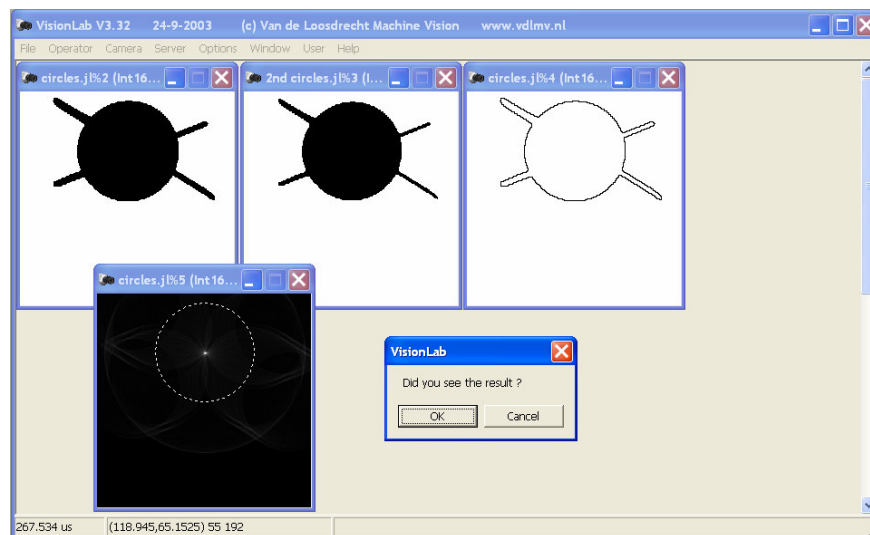 VisionLab V3.32 24-9-2003 (c) Van de Loosdrecht Machine Vision www.vdlmv.nl
File Operator Camera Server Options Window User Help
circles.jl%2 (Int16...
2nd circles.jl%3 (I...
circles.jl%4 (Int16...
circles.jl%5 (Int16...
VisionLab
Did you see the result ?
OK Cancel
267.534 us (118.945,65.1525) 55 192